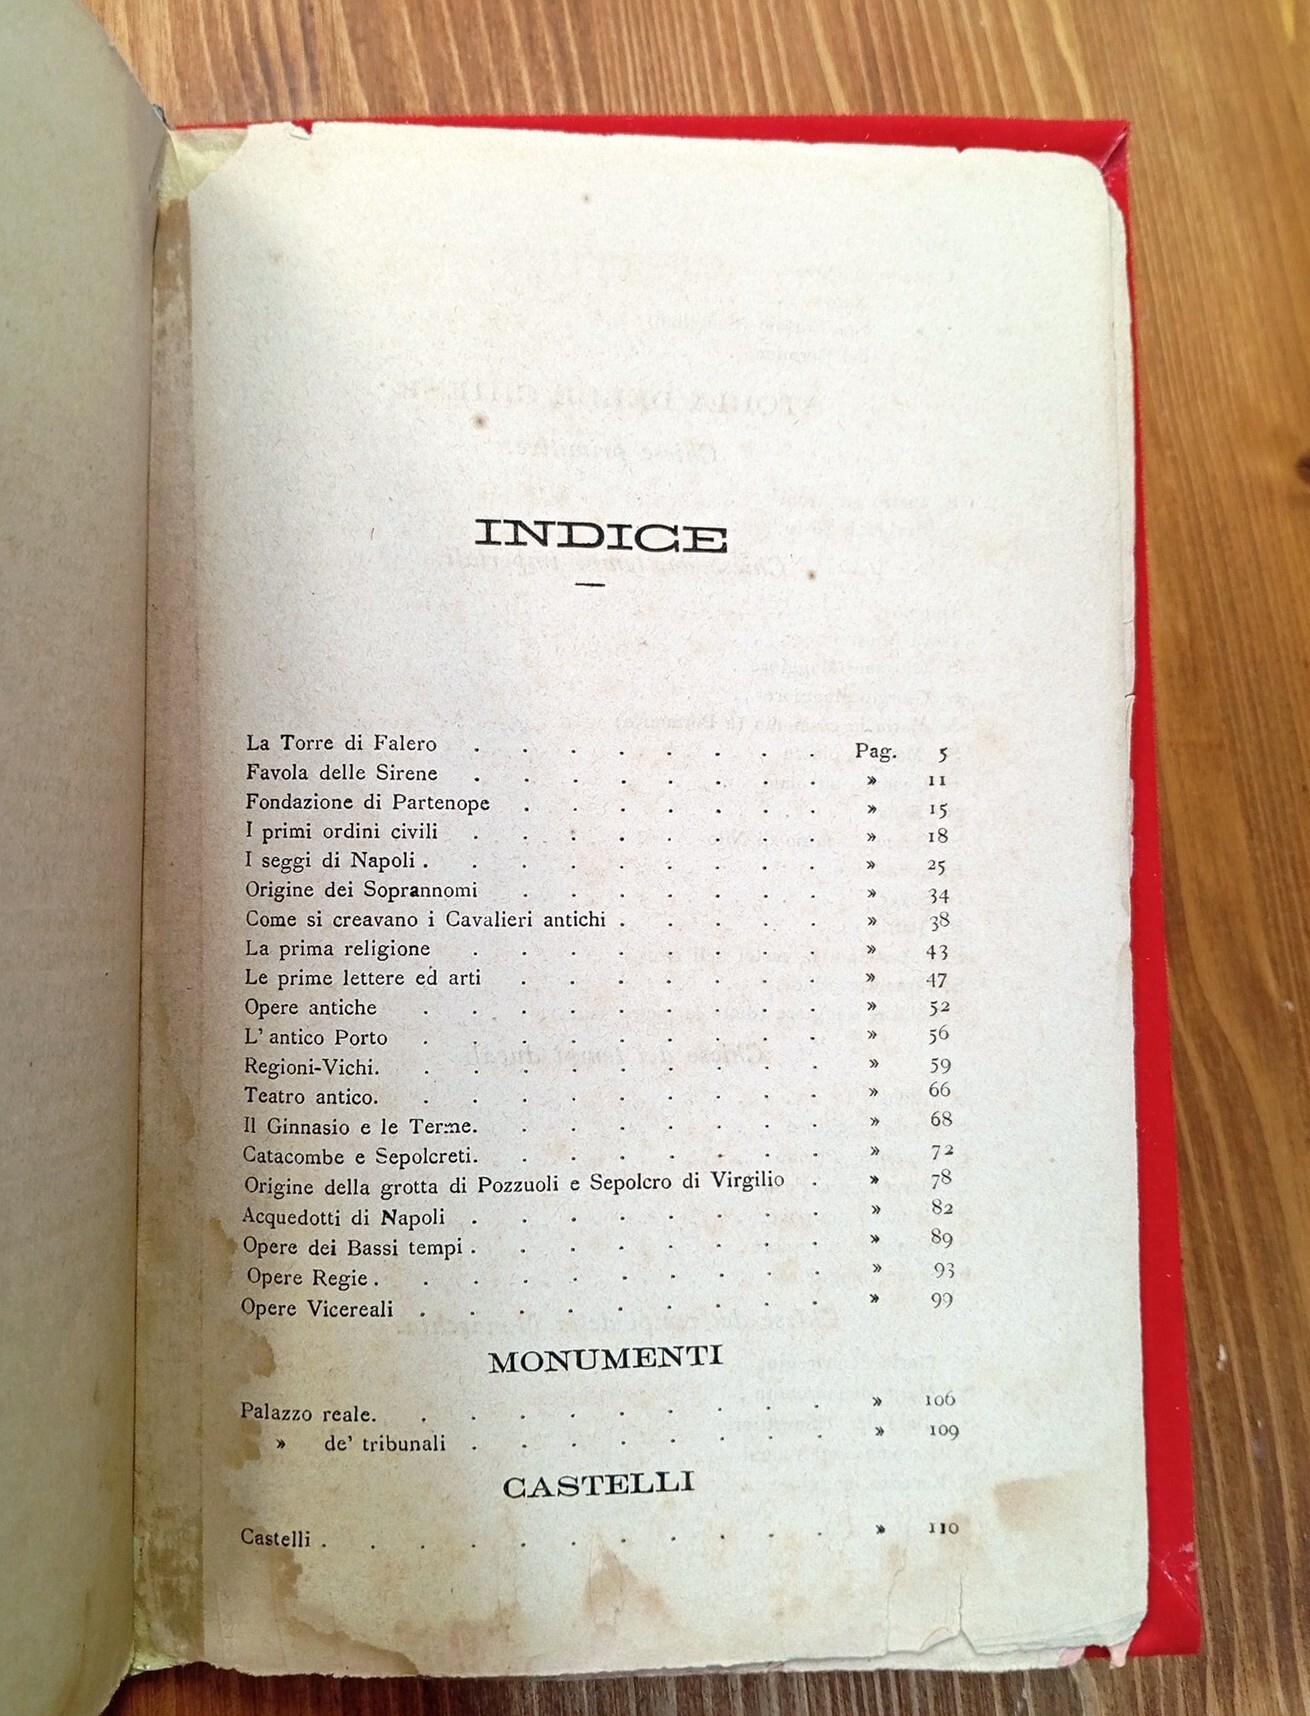 INDICE
La Torre di Falero . . . . . . . . Pag. 5
Favola delle Sirene . . . . . . . . » 11
Fondazione di Partenope . . . . . . . » 15
I primi ordini civili . . . . . . . . » 18
I seggi di Napoli . . . . . . . . . » 25
Origine dei Soprannomi . . . . . . . » 34
Come si creavano i Cavalieri antichi . . . . . » 38
La prima religione . . . . . . . . » 43
Le prime lettere ed arti . . . . . . . » 47
Opere antiche . . . . . . . . . » 52
L' antico Porto . . . . . . . . . » 56
Regioni-Vichi. . . . . . . . . . » 59
Teatro antico. . . . . . . . . . » 66
Il Ginnasio e le Terme. . . . . . . . » 68
Catacombe e Sepolcreti. . . . . . . . » 72
Origine della grotta di Pozzuoli e Sepolcro di Virgilio . » 78
Acquedotti di Napoli . . . . . . . . » 82
Opere dei Bassi tempi . . . . . . . . » 89
Opere Regie . . . . . . . . . . » 93
Opere Vicereali . . . . . . . . . » 99
MONUMENTI
Palazzo reale. . . . . . . . . . » 106
» de' tribunali . . . . . . . . » 109
CASTELLI
Castelli . . . . . . . . . . . » 110